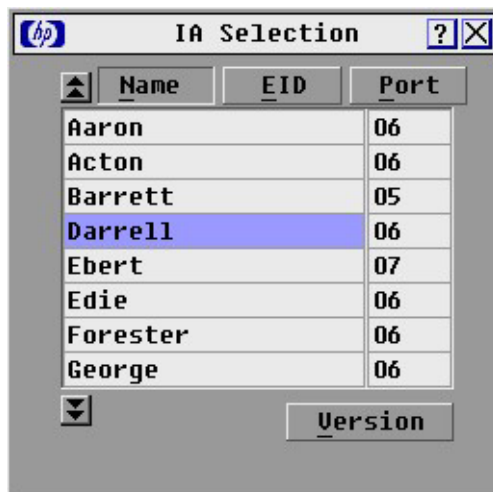 hp IA Selection ? X
Name EID Port
Aaron 06
Acton 06
Barrett 05
Darrell 06
Ebert 07
Edie 06
Forester 06
George 06
Version